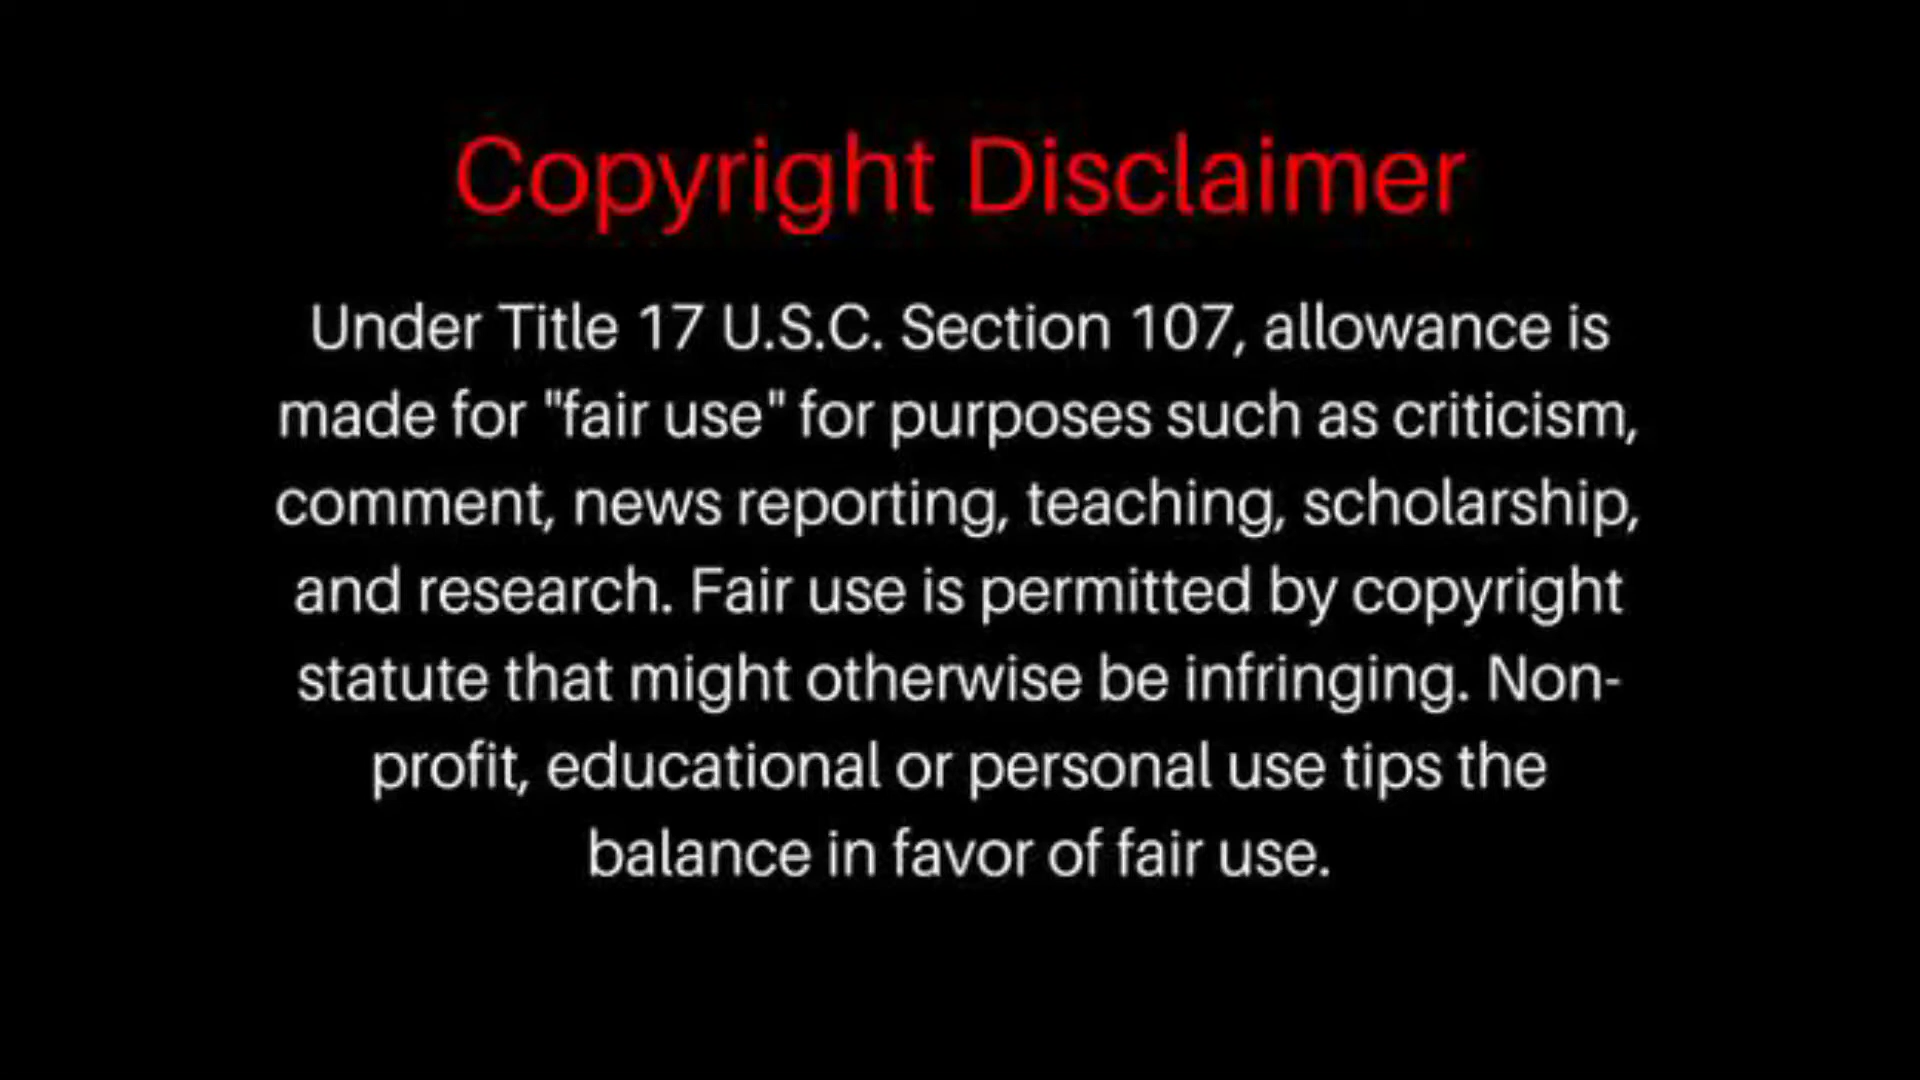 Copyright Disclaimer
Under Title 17 U.S.C. Section 107, allowance is
made for "fair use" for purposes such as criticism,
comment, news reporting, teaching, scholarship,
and research. Fair use is permitted by copyright
statute that might otherwise be infringing. Non-
profit, educational or personal use tips the
balance in favor of fair use.